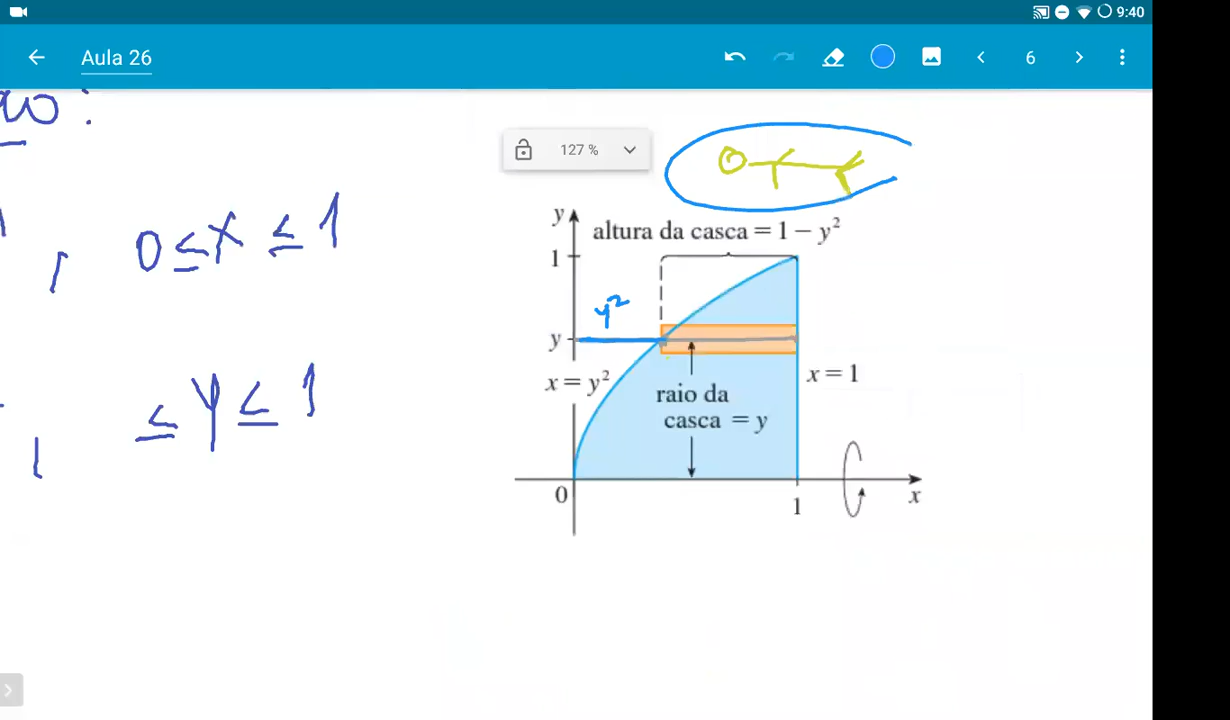 9:40
Aula 26
6
:
127 %
0 ≤ x ≤ 1
y
altura da casca = 1 − y²
1
y²
y
x = y²
x = 1
raio da
casca = y
≤ y ≤ 1
0
1
x